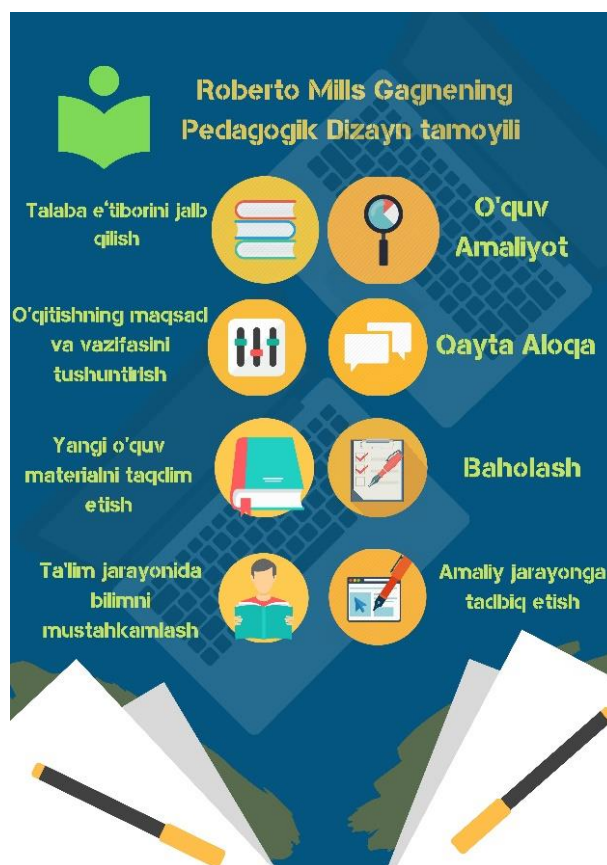 Roberto Mills Gagnening
Pedagogik Dizayn tamoyili
Talaba e'tiborini jalb
qilish
O'quv
Amaliyot
O'qitishning maqsad
va vazifasini
tushuntirish
Qayta Aloqa
Yangi o'quv
materialni taqdim
etish
Baholash
Ta'lim jarayonida
bilimni
mustahkamlash
Amaliy jarayonga
tadbiq etish